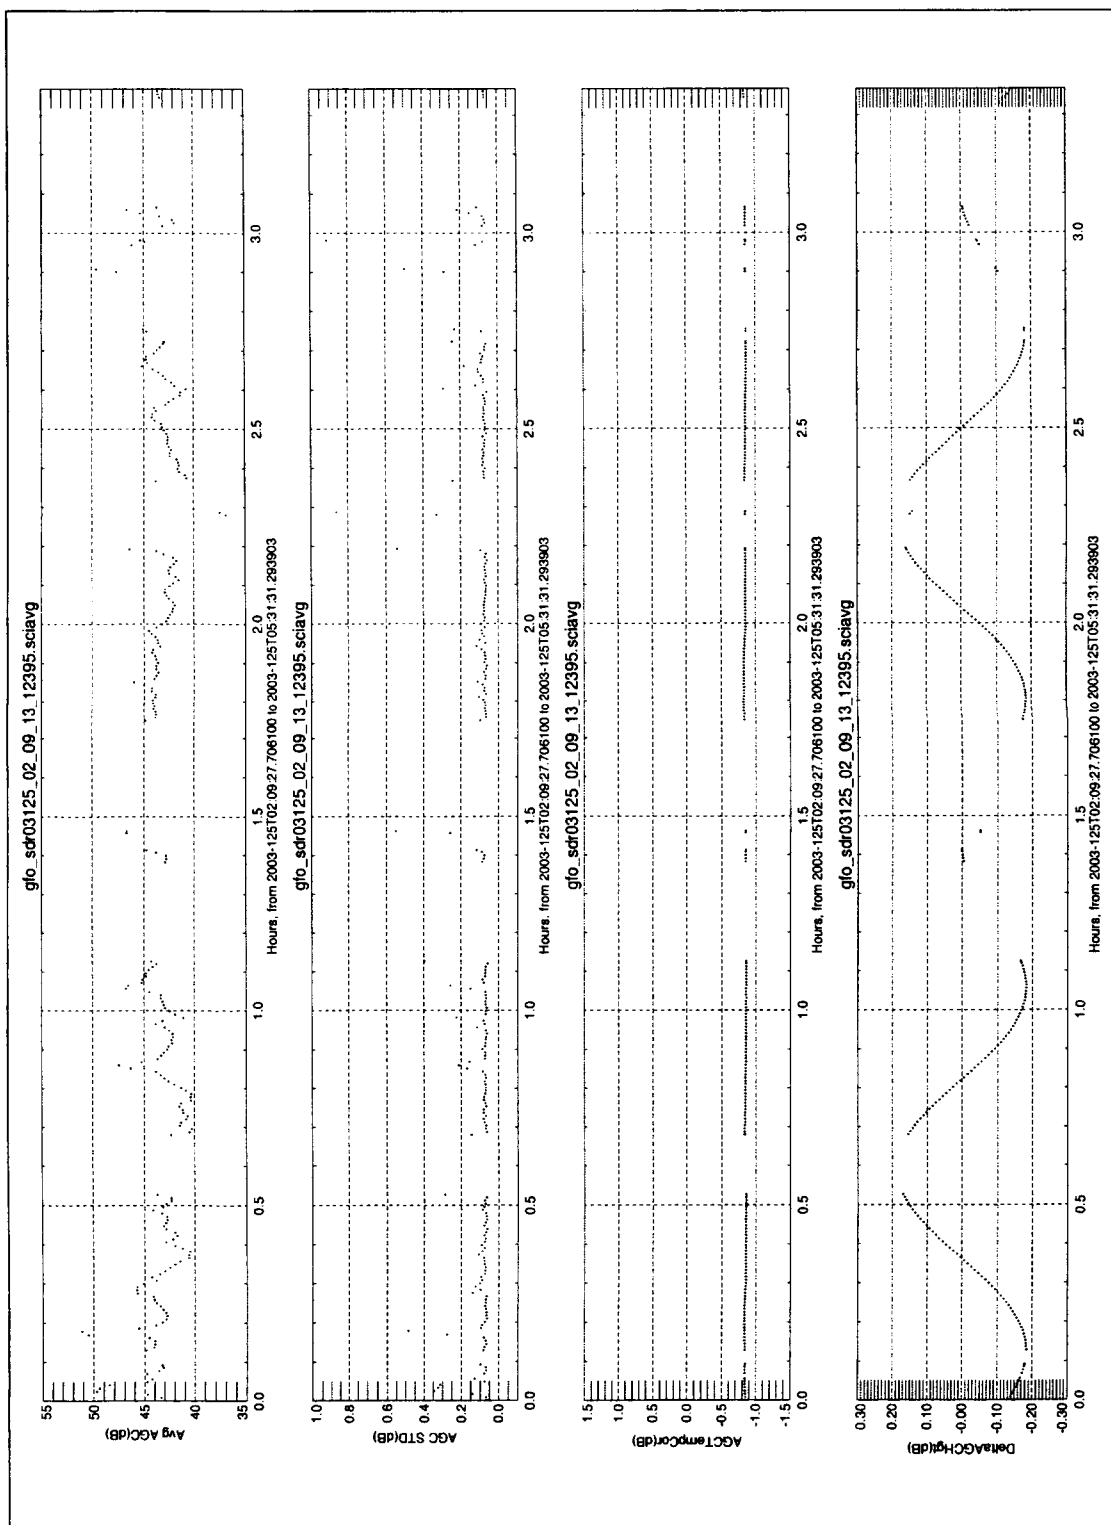 gfo_sdr03125_02_09_13_12395.sciavg
55
50
45
40
35
Avg AGC(dB)
0.0 0.5 1.0 1.5 2.0 2.5 3.0
Hours, from 2003-125T02:09:27.706100 to 2003-125T05:31:31.293903
gfo_sdr03125_02_09_13_12395.sciavg
1.0
0.8
0.6
0.4
0.2
0.0
AGC STD(dB)
0.0 0.5 1.0 1.5 2.0 2.5 3.0
Hours, from 2003-125T02:09:27.706100 to 2003-125T05:31:31.293903
gfo_sdr03125_02_09_13_12395.sciavg
1.5
1.0
0.5
0.0
-0.5
-1.0
-1.5
AGCTempCor(dB)
0.0 0.5 1.0 1.5 2.0 2.5 3.0
Hours, from 2003-125T02:09:27.706100 to 2003-125T05:31:31.293903
gfo_sdr03125_02_09_13_12395.sciavg
0.30
0.20
0.10
-0.00
-0.10
-0.20
-0.30
DeltaAGCHgt(dB)
0.0 0.5 1.0 1.5 2.0 2.5 3.0
Hours, from 2003-125T02:09:27.706100 to 2003-125T05:31:31.293903